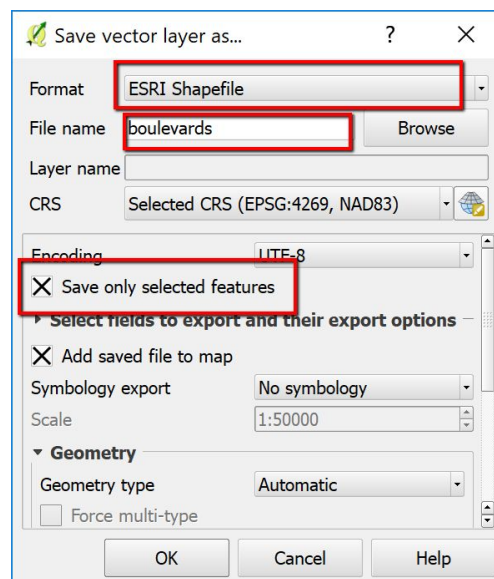 Save vector layer as... ? X
Format ESRI Shapefile
File name boulevards Browse
Layer name
CRS Selected CRS (EPSG:4269, NAD83)
Encoding UTF-8
Save only selected features
Select fields to export and their export options
Add saved file to map
Symbology export No symbology
Scale 1:50000
Geometry
Geometry type Automatic
Force multi-type
OK Cancel Help